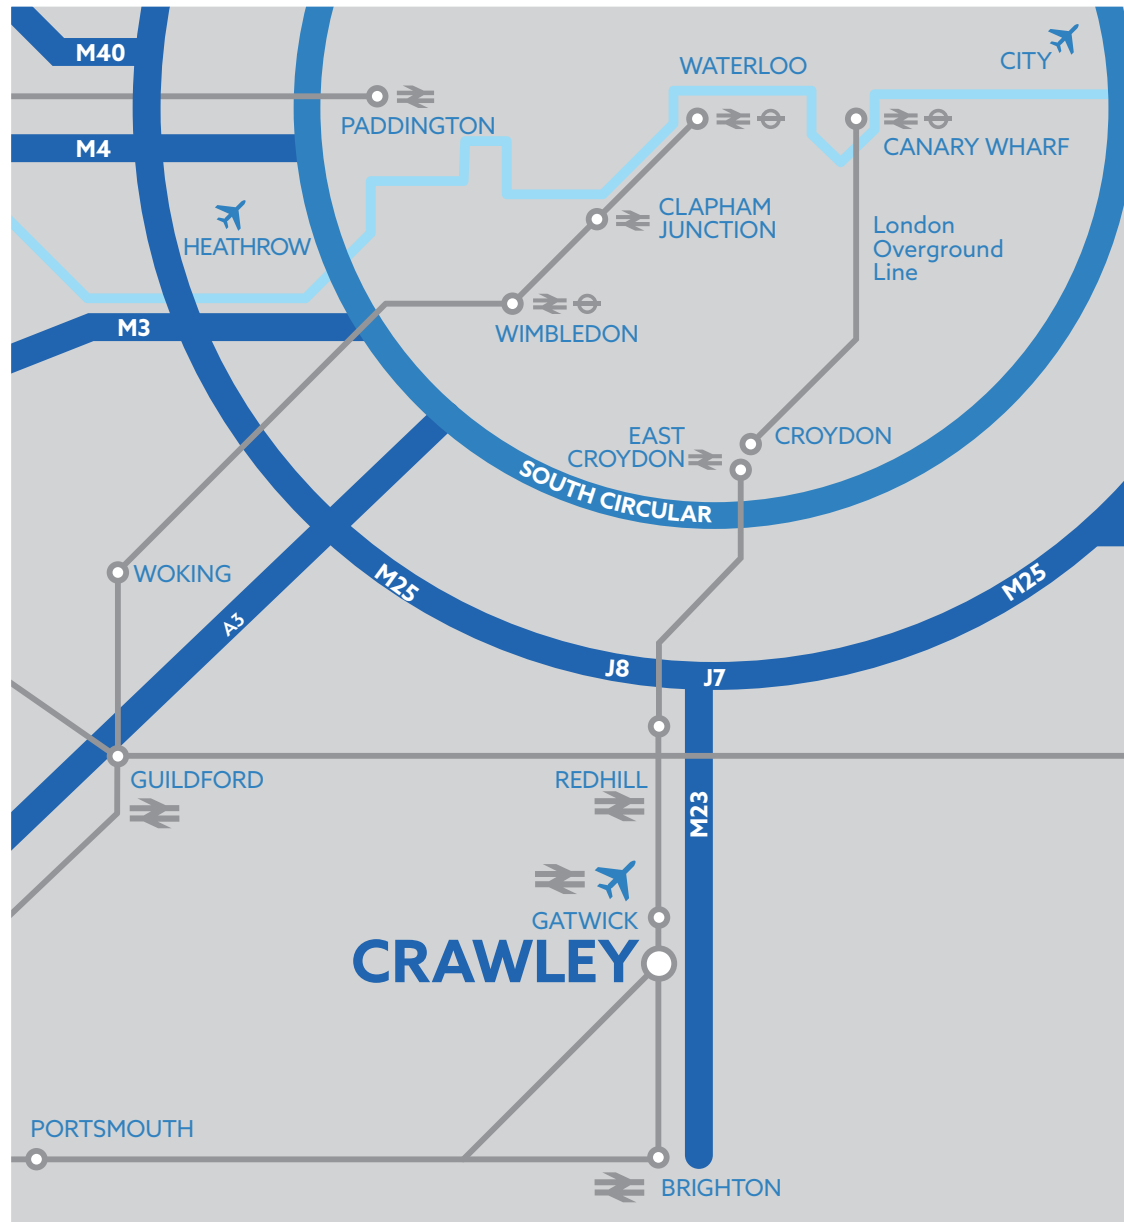 M40
WATERLOO
CITY
PADDINGTON
M4
CANARY WHARF
CLAPHAM
JUNCTION
London
Overground
Line
HEATHROW
M3
WIMBLEDON
EAST
CROYDON
CROYDON
SOUTH CIRCULAR
WOKING
M25
M25
A3
J8
J7
GUILDFORD
REDHILL
M23
GATWICK
CRAWLEY
PORTSMOUTH
BRIGHTON